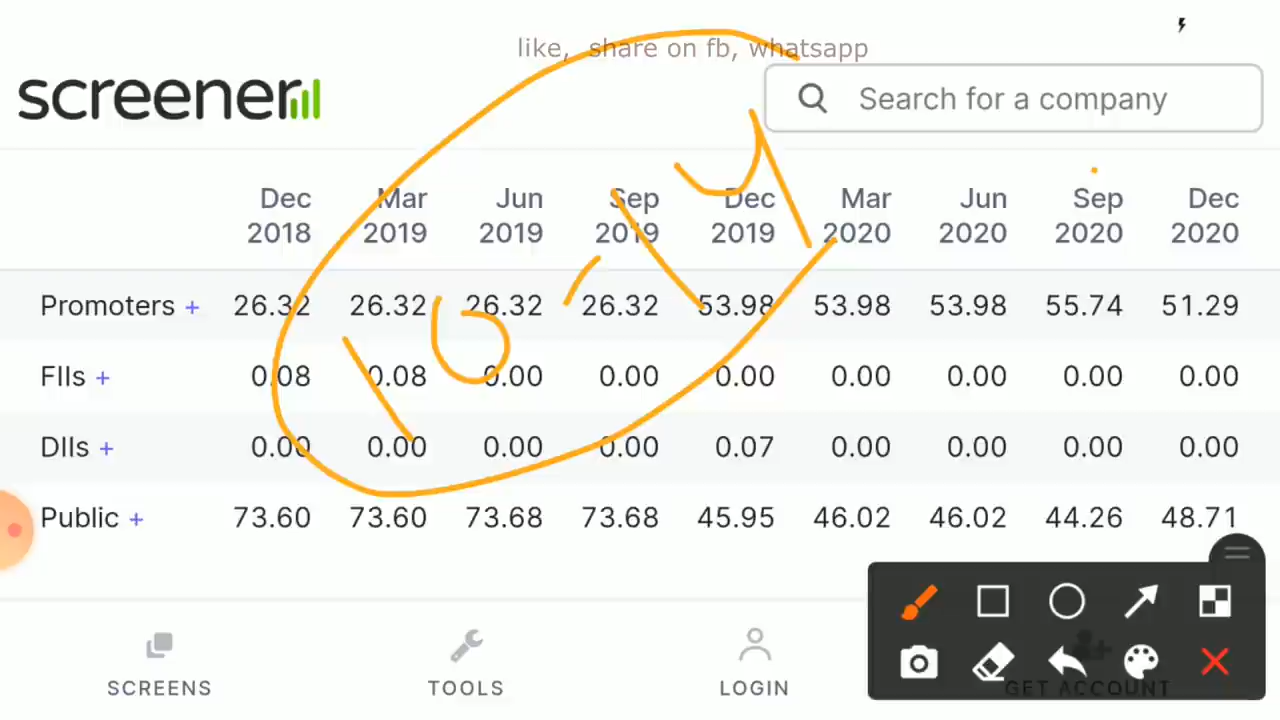 like, share on fb, whatsapp
screener
Search for a company
Dec 2018 Mar 2019 Jun 2019 Sep 2019 Dec 2019 Mar 2020 Jun 2020 Sep 2020 Dec 2020
Promoters + 26.32 26.32 26.32 26.32 53.98 53.98 53.98 55.74 51.29
FIIs + 0.08 0.08 0.00 0.00 0.00 0.00 0.00 0.00 0.00
DIIs + 0.00 0.00 0.00 0.00 0.07 0.00 0.00 0.00 0.00
Public + 73.60 73.60 73.68 73.68 45.95 46.02 46.02 44.26 48.71
SCREENS TOOLS LOGIN GET ACCOUNT